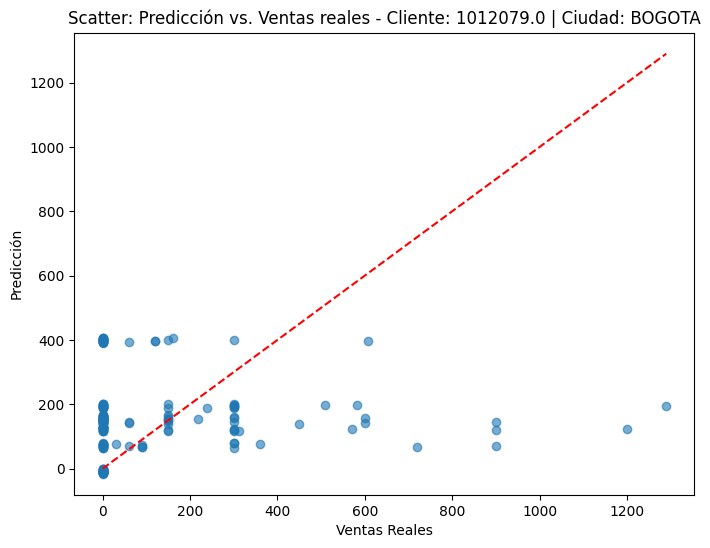 Scatter: Predicción vs. Ventas reales - Cliente: 1012079.0 | Ciudad: BOGOTA
1200
1000
800
600
400
200
0
Predicción
0 200 400 600 800 1000 1200
Ventas Reales